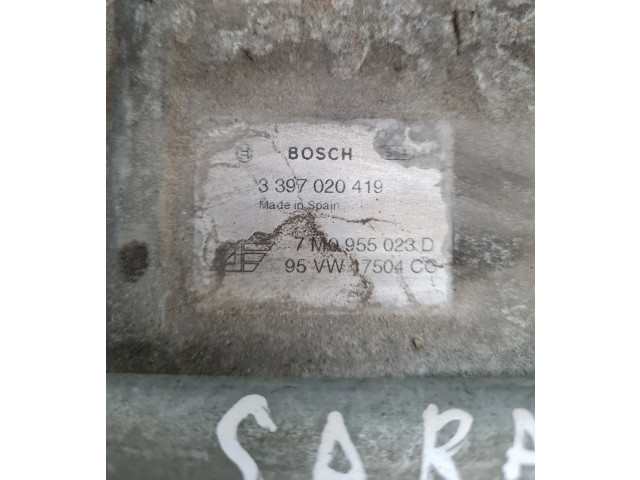 BOSCH
3 397 020 419
Made in Spain
7 M0 955 023 D
95 VW 17504 CC
SARA